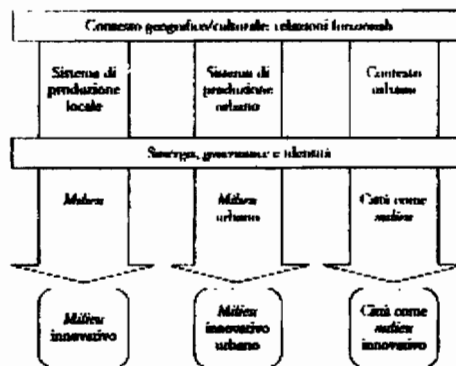 Contesto geografico/culturale: relazioni funzionali
Sistema di
produzione
locale
Sistema di
produzione
urbano
Contesto
urbano
Sinergia, governance e identità
Milieu
Milieu
urbano
Città come
milieu
Milieu
innovativo
Milieu
innovativo
urbano
Città come
milieu
innovativo